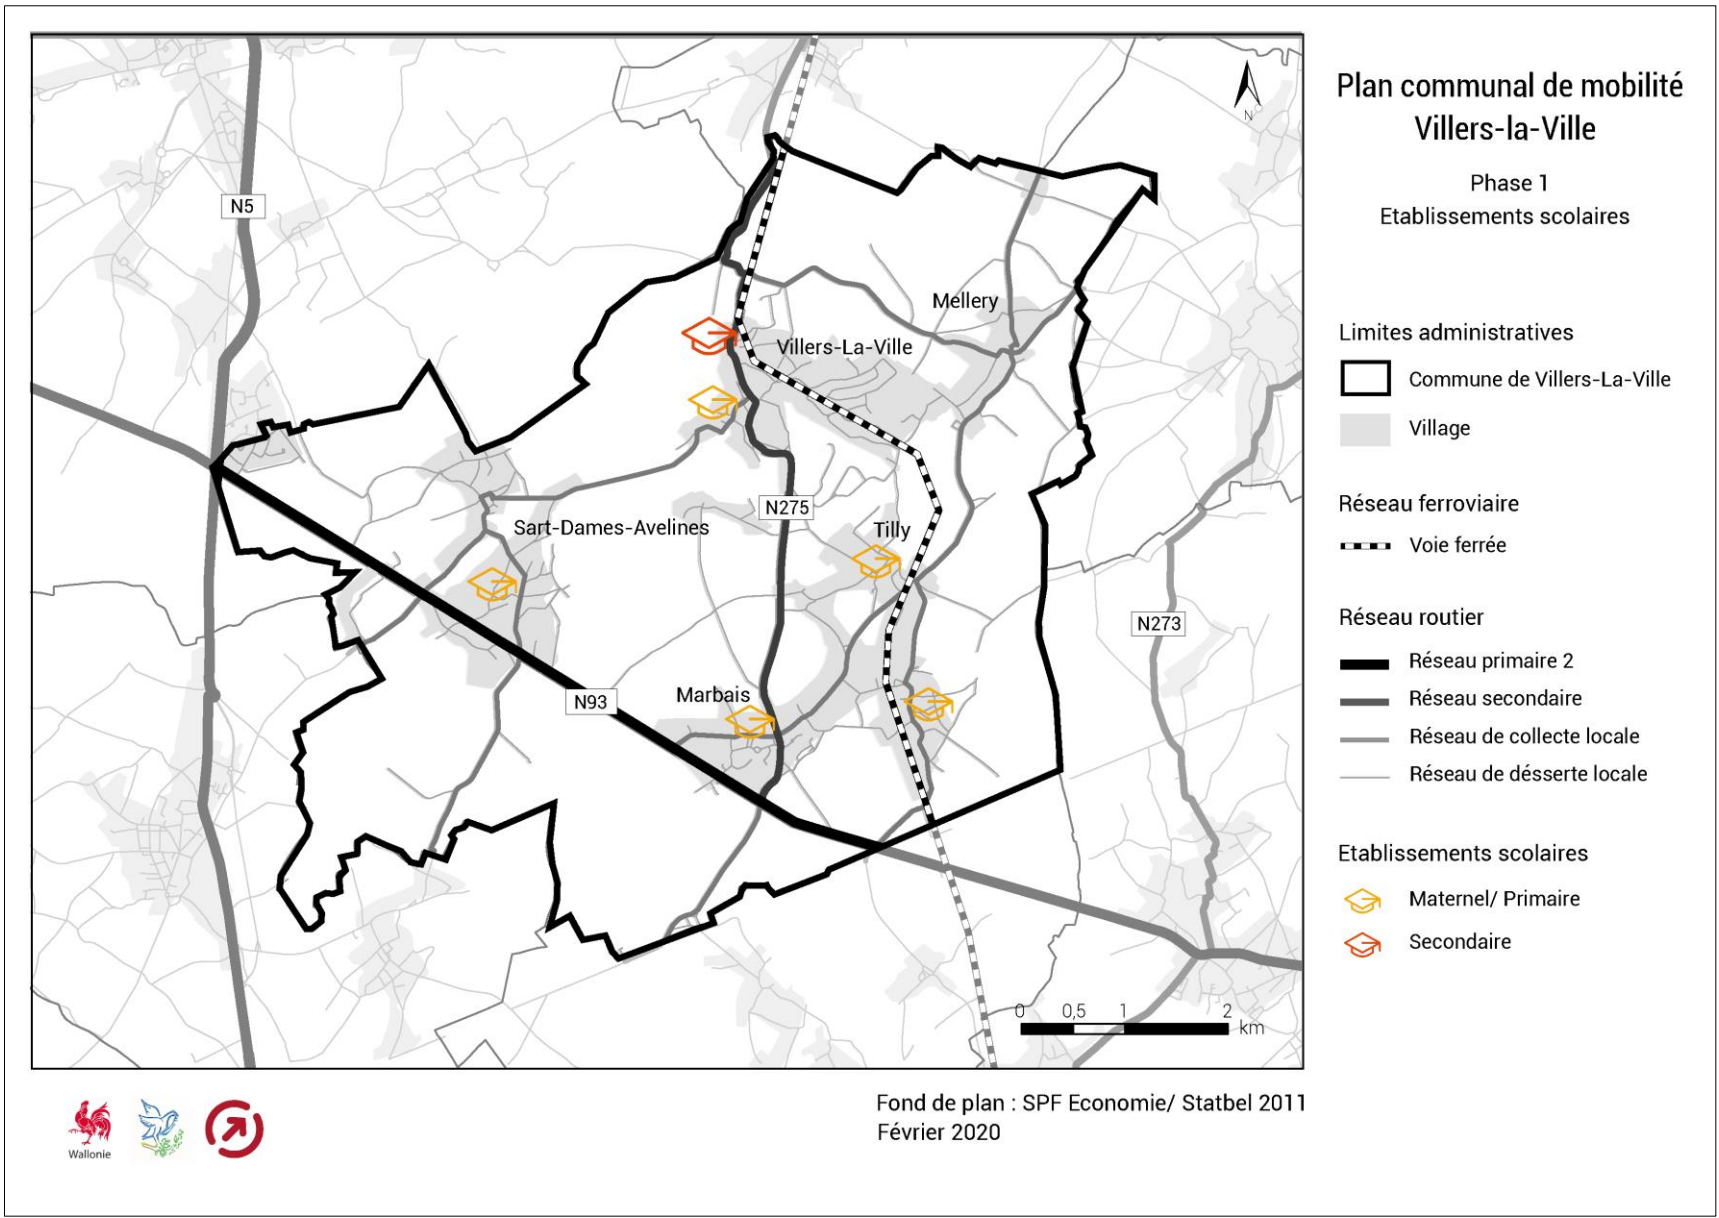 Plan communal de mobilité
Villers-la-Ville
Phase 1
Etablissements scolaires
N
N5
Mellery
Villers-La-Ville
Limites administratives
Commune de Villers-La-Ville
Village
N275
Sart-Dames-Avelines
Tilly
Réseau ferroviaire
Voie ferrée
N273
Réseau routier
Réseau primaire 2
Réseau secondaire
Réseau de collecte locale
Réseau de désserte locale
Marbais
N93
Etablissements scolaires
Maternel/ Primaire
Secondaire
0 0,5 1 2
km
Fond de plan : SPF Economie/ Statbel 2011
Février 2020
Wallonie